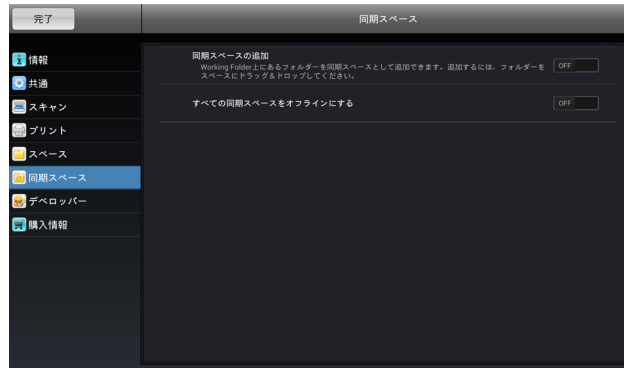 完了
同期スペース
情報
共通
スキャン
プリント
スペース
同期スペース
デベロッパー
購入情報
同期スペースの追加
Working Folder上にあるフォルダーを同期スペースとして追加できます。追加するには、フォルダーを
スペースにドラッグ&ドロップしてください。
OFF
すべての同期スペースをオフラインにする
OFF